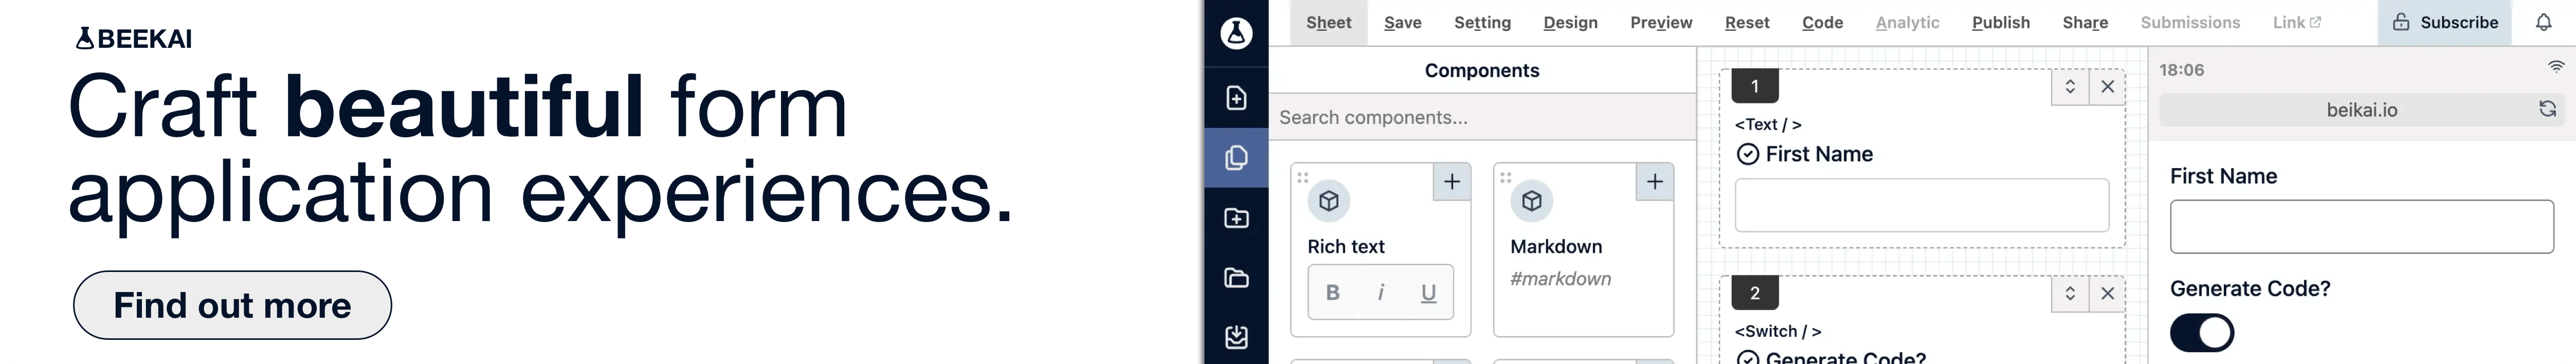 BEEKAI
Craft beautiful form
application experiences.
Find out more
Sheet Save Setting Design Preview Reset Code Analytic Publish Share Submissions Link Subscribe
Components
Search components...
Rich text
B i U
Markdown
#markdown
1
<Text / >
First Name
2
<Switch / >
Generate Code?
18:06
beikai.io
First Name
Generate Code?